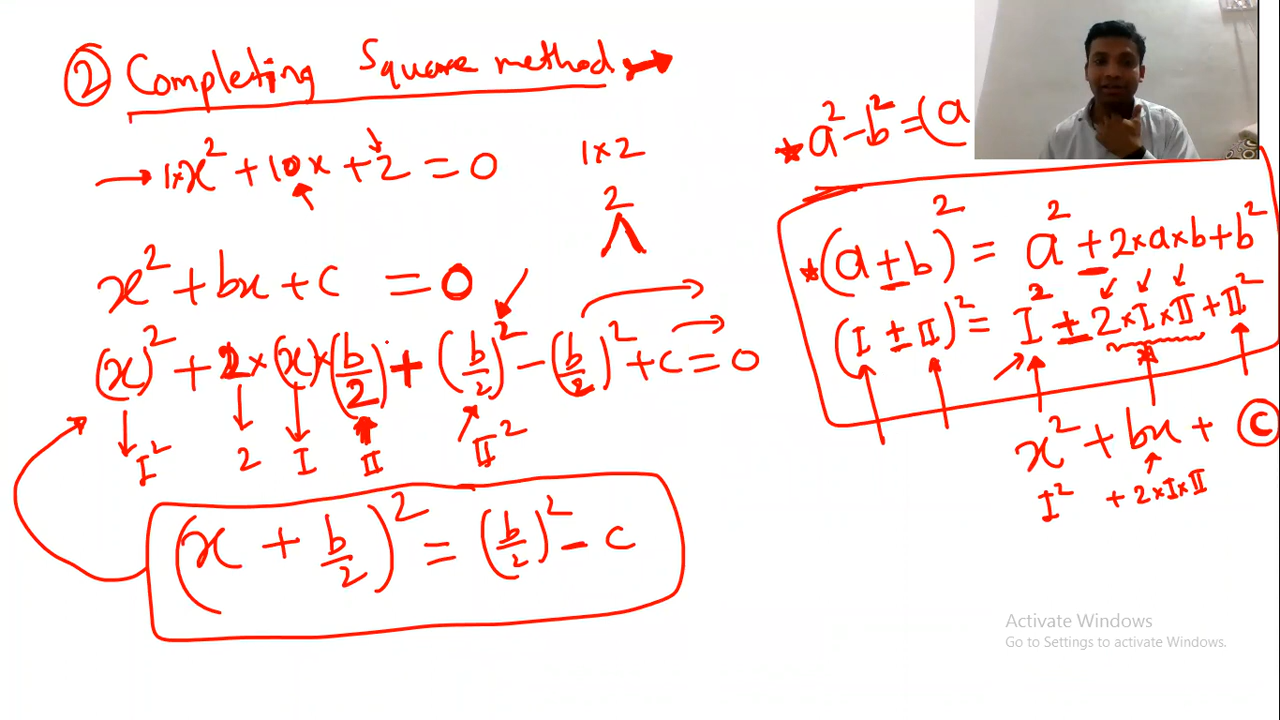 ② Completing Square method →
→ 1×x² + 10x + 2 = 0
1×2
2
x² + bx + c = 0
(x)² + 2×(x)×(b/2) + (b/2)² − (b/2)² + c = 0
I² 2 I II II²
(x + b/2)² = (b/2)² − c
★ a² − b² = (a
★ (a ± b)² = a² ± 2×a×b + b²
(I ± II)² = I² ± 2×I×II + II²
x² + bx + c
I² + 2×I×II
Activate Windows
Go to Settings to activate Windows.